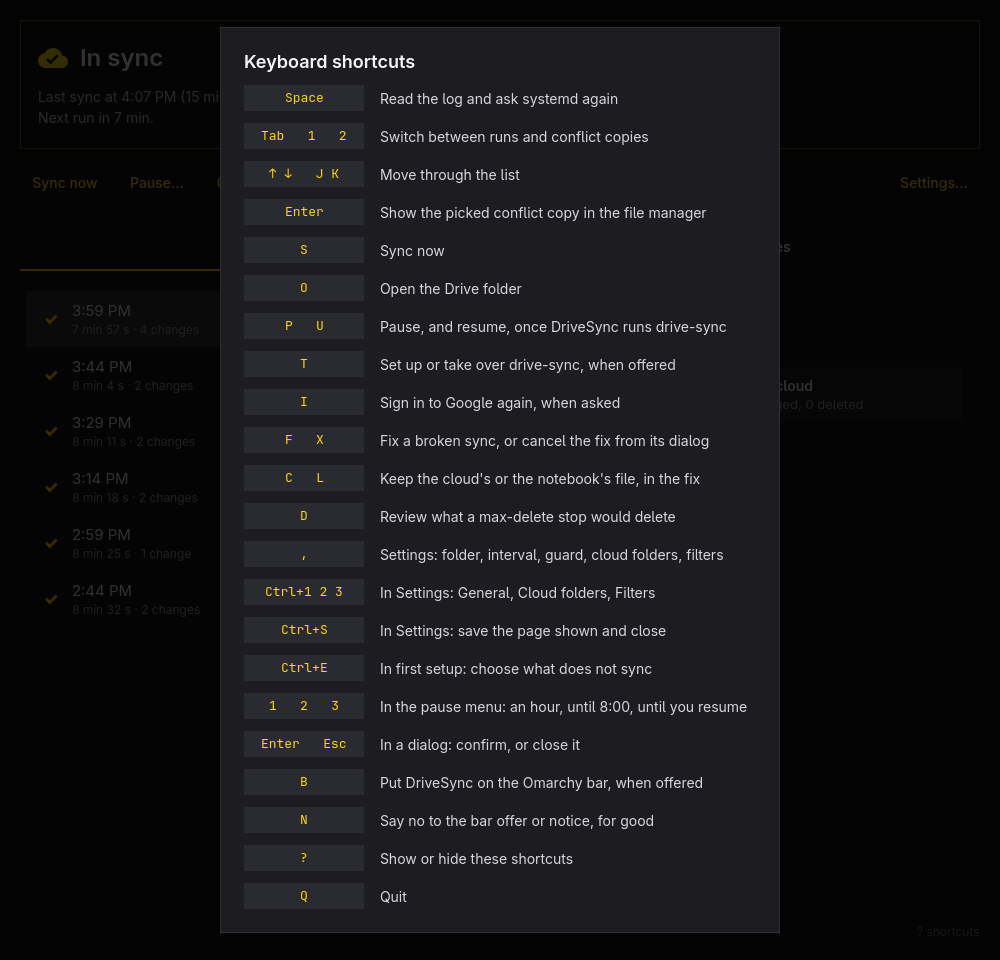 In sync
Last sync at 4:07 PM (15 mi
Next run in 7 min.
Sync now
Pause...
Settings...
3:59 PM
7 min 57 s · 4 changes
3:44 PM
8 min 4 s · 2 changes
3:29 PM
8 min 11 s · 2 changes
3:14 PM
8 min 18 s · 2 changes
2:59 PM
8 min 25 s · 1 change
2:44 PM
8 min 32 s · 2 changes
Keyboard shortcuts
Space Read the log and ask systemd again
Tab 1 2 Switch between runs and conflict copies
↑ ↓ J K Move through the list
Enter Show the picked conflict copy in the file manager
S Sync now
O Open the Drive folder
P U Pause, and resume, once DriveSync runs drive-sync
T Set up or take over drive-sync, when offered
I Sign in to Google again, when asked
F X Fix a broken sync, or cancel the fix from its dialog
C L Keep the cloud's or the notebook's file, in the fix
D Review what a max-delete stop would delete
, Settings: folder, interval, guard, cloud folders, filters
Ctrl+1 2 3 In Settings: General, Cloud folders, Filters
Ctrl+S In Settings: save the page shown and close
Ctrl+E In first setup: choose what does not sync
1 2 3 In the pause menu: an hour, until 8:00, until you resume
Enter Esc In a dialog: confirm, or close it
B Put DriveSync on the Omarchy bar, when offered
N Say no to the bar offer or notice, for good
? Show or hide these shortcuts
Q Quit
cloud
0 deleted
? shortcuts